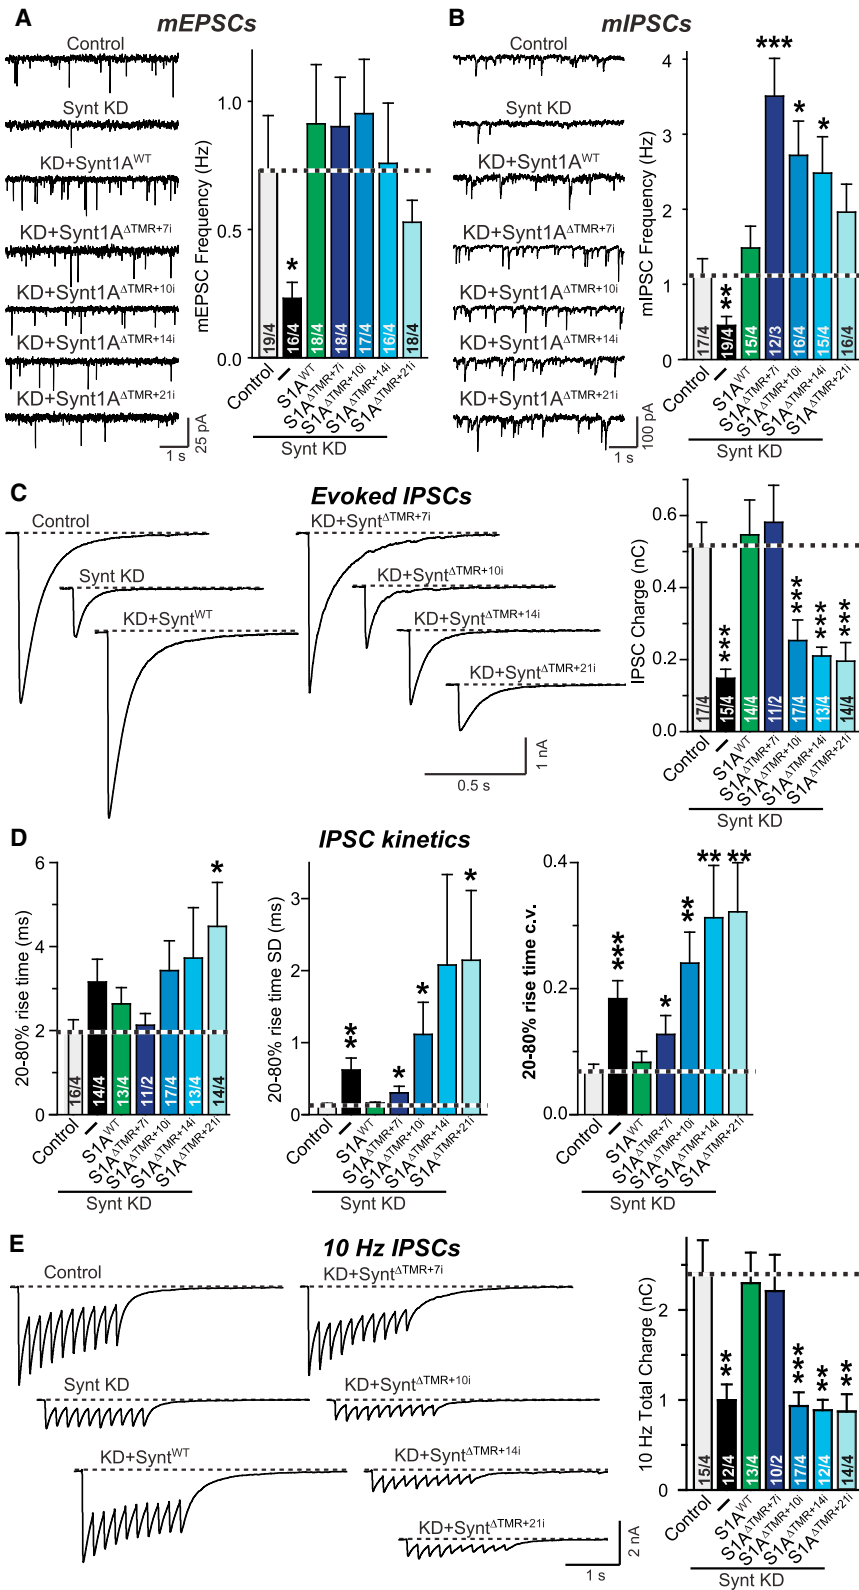 A
mEPSCs
Control
Synt KD
KD+Synt1A^WT
KD+Synt1A^ΔTMR+7i
KD+Synt1A^ΔTMR+10i
KD+Synt1A^ΔTMR+14i
KD+Synt1A^ΔTMR+21i
25 pA
1 s
mEPSC Frequency (Hz)
1.0
0.5
0.0
*
19/4
16/4
18/4
18/4
17/4
16/4
18/4
Control
–
S1A^WT
S1A^ΔTMR+7i
S1A^ΔTMR+10i
S1A^ΔTMR+14i
S1A^ΔTMR+21i
Synt KD
B
mIPSCs
Control
Synt KD
KD+Synt1A^WT
KD+Synt1A^ΔTMR+7i
KD+Synt1A^ΔTMR+10i
KD+Synt1A^ΔTMR+14i
KD+Synt1A^ΔTMR+21i
100 pA
1 s
mIPSC Frequency (Hz)
4
3
2
1
0
**
***
*
*
17/4
19/4
15/4
12/3
16/4
15/4
16/4
Control
–
S1A^WT
S1A^ΔTMR+7i
S1A^ΔTMR+10i
S1A^ΔTMR+14i
S1A^ΔTMR+21i
Synt KD
C
Evoked IPSCs
Control
Synt KD
KD+Synt^WT
KD+Synt^ΔTMR+7i
KD+Synt^ΔTMR+10i
KD+Synt^ΔTMR+14i
KD+Synt^ΔTMR+21i
0.5 s
1 nA
IPSC Charge (nC)
0.6
0.4
0.2
0.0
***
***
***
***
17/4
15/4
14/4
11/2
17/4
13/4
14/4
Control
–
S1A^WT
S1A^ΔTMR+7i
S1A^ΔTMR+10i
S1A^ΔTMR+14i
S1A^ΔTMR+21i
Synt KD
D
IPSC kinetics
20-80% rise time (ms)
6
4
2
0
*
16/4
14/4
13/4
11/2
17/4
13/4
14/4
Control
–
S1A^WT
S1A^ΔTMR+7i
S1A^ΔTMR+10i
S1A^ΔTMR+14i
S1A^ΔTMR+21i
Synt KD
20-80% rise time SD (ms)
3
2
1
0
**
*
*
*
Control
–
S1A^WT
S1A^ΔTMR+7i
S1A^ΔTMR+10i
S1A^ΔTMR+14i
S1A^ΔTMR+21i
Synt KD
20-80% rise time c.v.
0.4
0.2
0.0
***
*
**
**
**
Control
–
S1A^WT
S1A^ΔTMR+7i
S1A^ΔTMR+10i
S1A^ΔTMR+14i
S1A^ΔTMR+21i
Synt KD
E
10 Hz IPSCs
Control
KD+Synt^ΔTMR+7i
Synt KD
KD+Synt^ΔTMR+10i
KD+Synt^WT
KD+Synt^ΔTMR+14i
KD+Synt^ΔTMR+21i
1 s
2 nA
10 Hz Total Charge (nC)
2
1
0
**
***
**
**
15/4
12/4
13/4
10/2
17/4
12/4
14/4
Control
–
S1A^WT
S1A^ΔTMR+7i
S1A^ΔTMR+10i
S1A^ΔTMR+14i
S1A^ΔTMR+21i
Synt KD